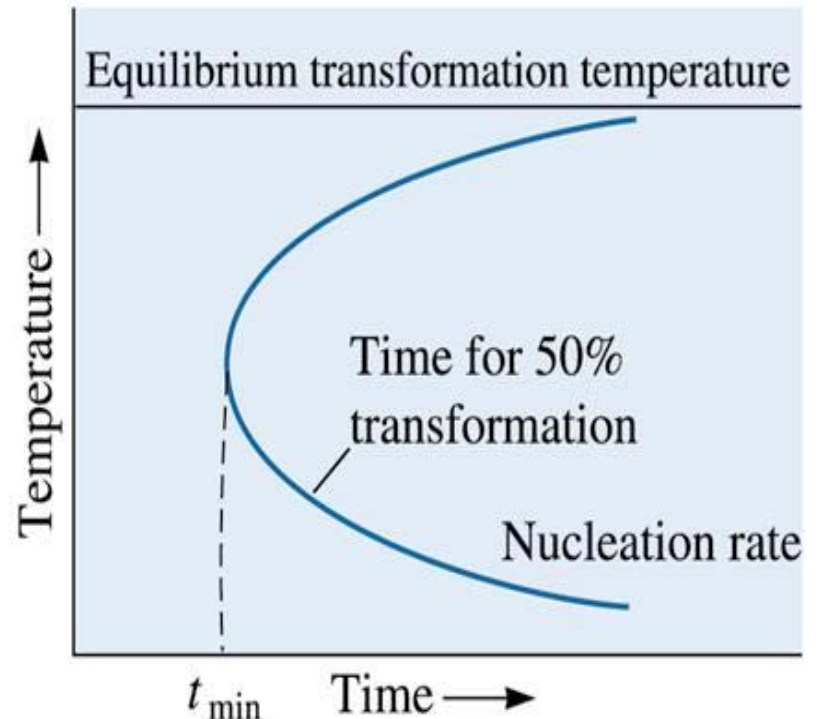 Equilibrium transformation temperature
Temperature
Time for 50%
transformation
Nucleation rate
t min
Time